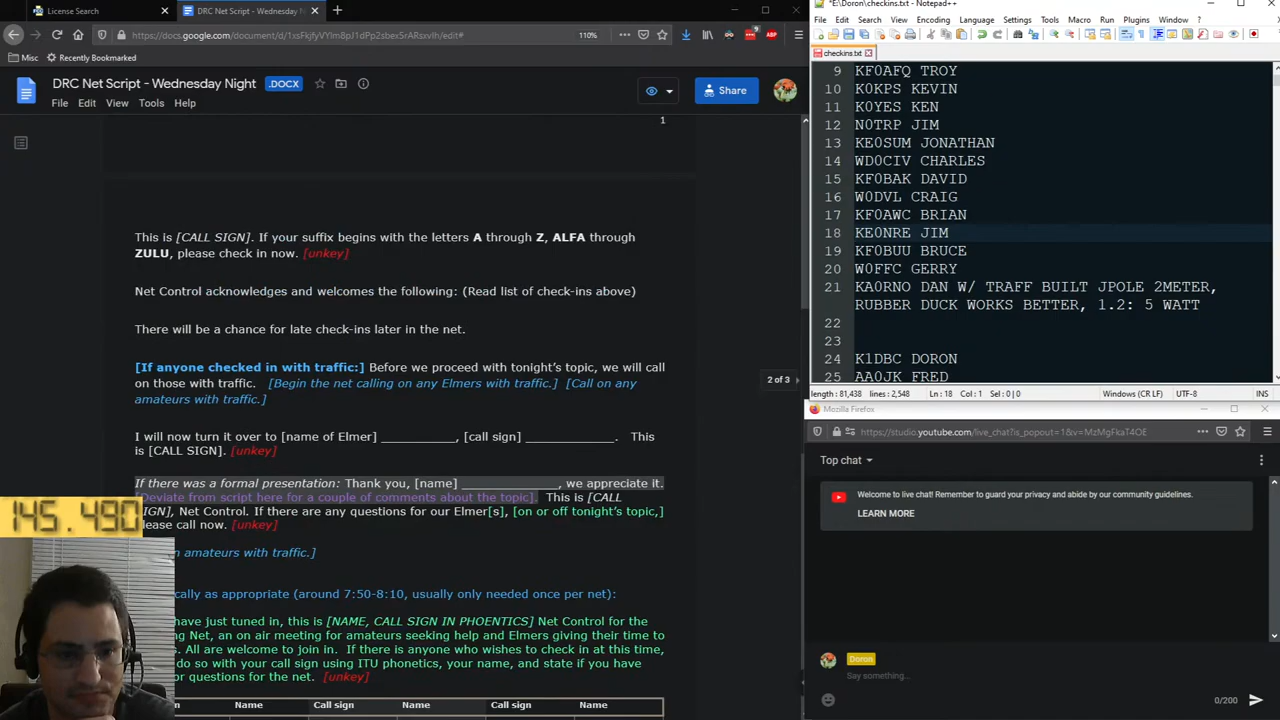 License Search
DRC Net Script - Wednesday N
https://docs.google.com/document/d/
110%
Misc
Recently Bookmarked
DRC Net Script - Wednesday Night
.DOCX
File Edit View Tools Help
Share
1
This is [CALL SIGN]. If your suffix begins with the letters A through Z, ALFA through
ZULU, please check in now. [unkey]
Net Control acknowledges and welcomes the following: (Read list of check-ins above)
There will be a chance for late check-ins later in the net.
[If anyone checked in with traffic:] Before we proceed with tonight's topic, we will call
on those with traffic. [Begin the net calling on any Elmers with traffic.] [Call on any
amateurs with traffic.]
2 of 3
I will now turn it over to [name of Elmer] ____________, [call sign] ______________. This
is [CALL SIGN]. [unkey]
If there was a formal presentation: Thank you, [name] _______________, we appreciate it.
[Deviate from script here for a couple of comments about the topic]. This is [CALL
SIGN], Net Control. If there are any questions for our Elmer[s], [on or off tonight's topic,]
please call now. [unkey]
n amateurs with traffic.]
cally as appropriate (around 7:50-8:10, usually only needed once per net):
have just tuned in, this is [NAME, CALL SIGN IN PHOENTICS] Net Control for the
ng Net, an on air meeting for amateurs seeking help and Elmers giving their time to
All are welcome to join in. If there is anyone who wishes to check in at this time,
do so with your call sign using ITU phonetics, your name, and state if you have
or questions for the net. [unkey]
n Name Call sign Name Call sign Name
145.430
*E:\Doron\checkins.txt - Notepad++
File Edit Search View Encoding Language Settings Tools Macro Run Plugins Window ?
checkins.txt
9 KF0AFQ TROY
10 K0KPS KEVIN
11 K0YES KEN
12 N0TRP JIM
13 KE0SUM JONATHAN
14 WD0CIV CHARLES
15 KF0BAK DAVID
16 W0DVL CRAIG
17 KF0AWC BRIAN
18 KE0NRE JIM
19 KF0BUU BRUCE
20 W0FFC GERRY
21 KA0RNO DAN W/ TRAFF BUILT JPOLE 2METER,
RUBBER DUCK WORKS BETTER, 1.2: 5 WATT
22
23
24 K1DBC DORON
25 AA0JK FRED
length : 81,438 lines : 2,548 Ln : 18 Col : 1 Sel : 0 | 0 Windows (CR LF) UTF-8 INS
Mozilla Firefox
https://studio.youtube.com/live_chat?is_popout=1&v=MzMgFkaT4OE
Top chat
Welcome to live chat! Remember to guard your privacy and abide by our community guidelines.
LEARN MORE
Doron
Say something...
0/200